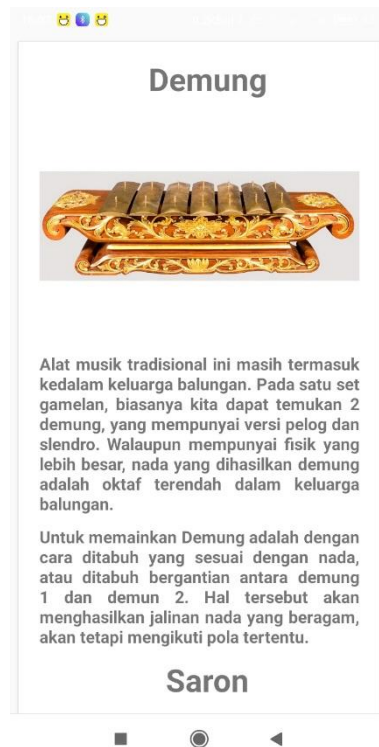 Demung
Alat musik tradisional ini masih termasuk
kedalam keluarga balungan. Pada satu set
gamelan, biasanya kita dapat temukan 2
demung, yang mempunyai versi pelog dan
slendro. Walaupun mempunyai fisik yang
lebih besar, nada yang dihasilkan demung
adalah oktaf terendah dalam keluarga
balungan.
Untuk memainkan Demung adalah dengan
cara ditabuh yang sesuai dengan nada,
atau ditabuh bergantian antara demung
1 dan demun 2. Hal tersebut akan
menghasilkan jalinan nada yang beragam,
akan tetapi mengikuti pola tertentu.
Saron